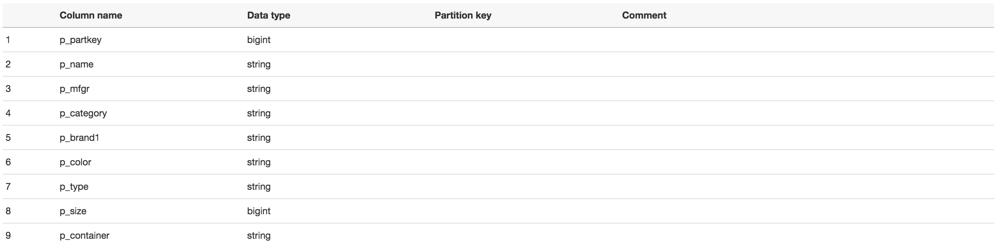 Column name Data type Partition key Comment
1 p_partkey bigint
2 p_name string
3 p_mfgr string
4 p_category string
5 p_brand1 string
6 p_color string
7 p_type string
8 p_size bigint
9 p_container string